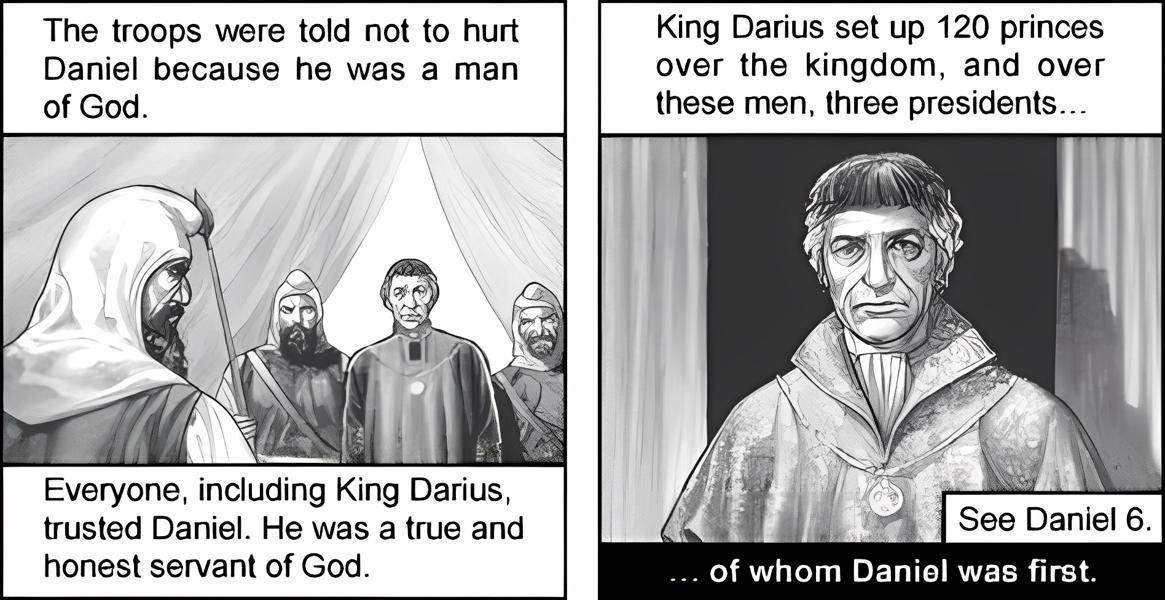 The troops were told not to hurt
Daniel because he was a man
of God.
Everyone, including King Darius,
trusted Daniel. He was a true and
honest servant of God.
King Darius set up 120 princes
over the kingdom, and over
these men, three presidents...
See Daniel 6.
... of whom Daniel was first.